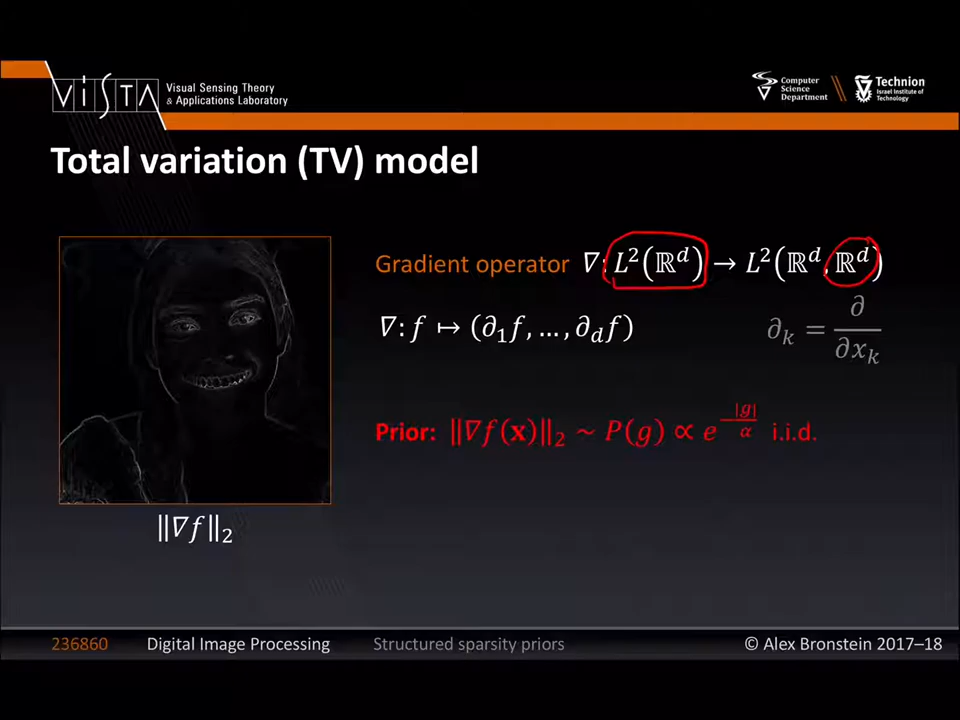 ViSTA
Visual Sensing Theory
& Applications Laboratory
Computer
Science
Department
Technion
Israel Institute of
Technology
Total variation (TV) model
Gradient operator ∇: L²(ℝᵈ) → L²(ℝᵈ, ℝᵈ)
∇: f ↦ (∂₁f, …, ∂_d f)
∂ₖ = ∂/∂xₖ
Prior: ‖∇f(𝐱)‖₂ ~ P(g) ∝ e^{−|g|/α} i.i.d.
‖∇f‖₂
236860 Digital Image Processing Structured sparsity priors © Alex Bronstein 2017–18